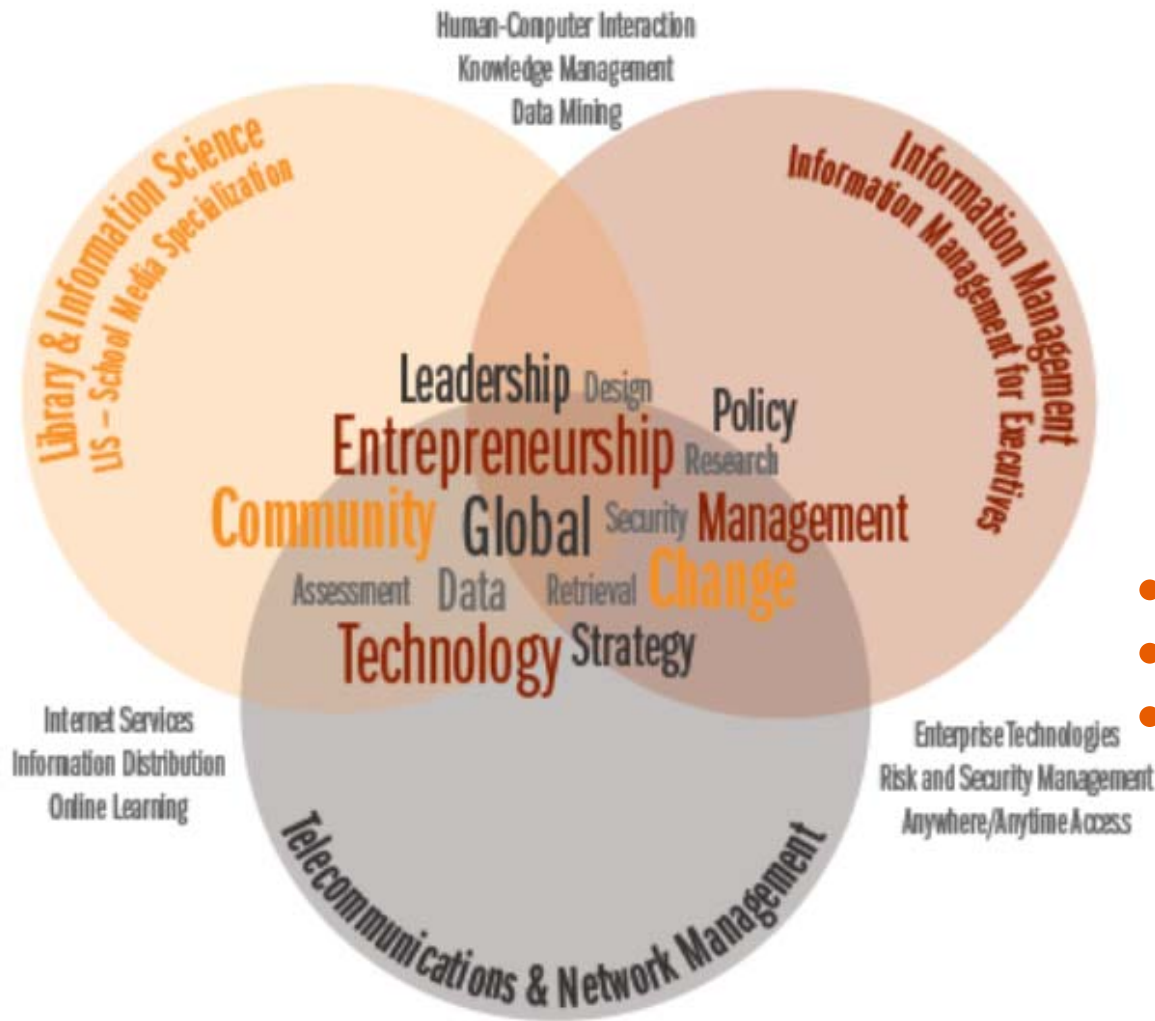 Human-Computer Interaction
Knowledge Management
Data Mining
Library & Information Science
LIS – School Media Specialization
Information Management
Information Management for Executives
Leadership Design
Policy
Entrepreneurship Research
Community Global Security Management
Assessment Data Retrieval Change
Technology Strategy
Internet Services
Information Distribution
Online Learning
Enterprise Technologies
Risk and Security Management
Anywhere/Anytime Access
Telecommunications & Network Management